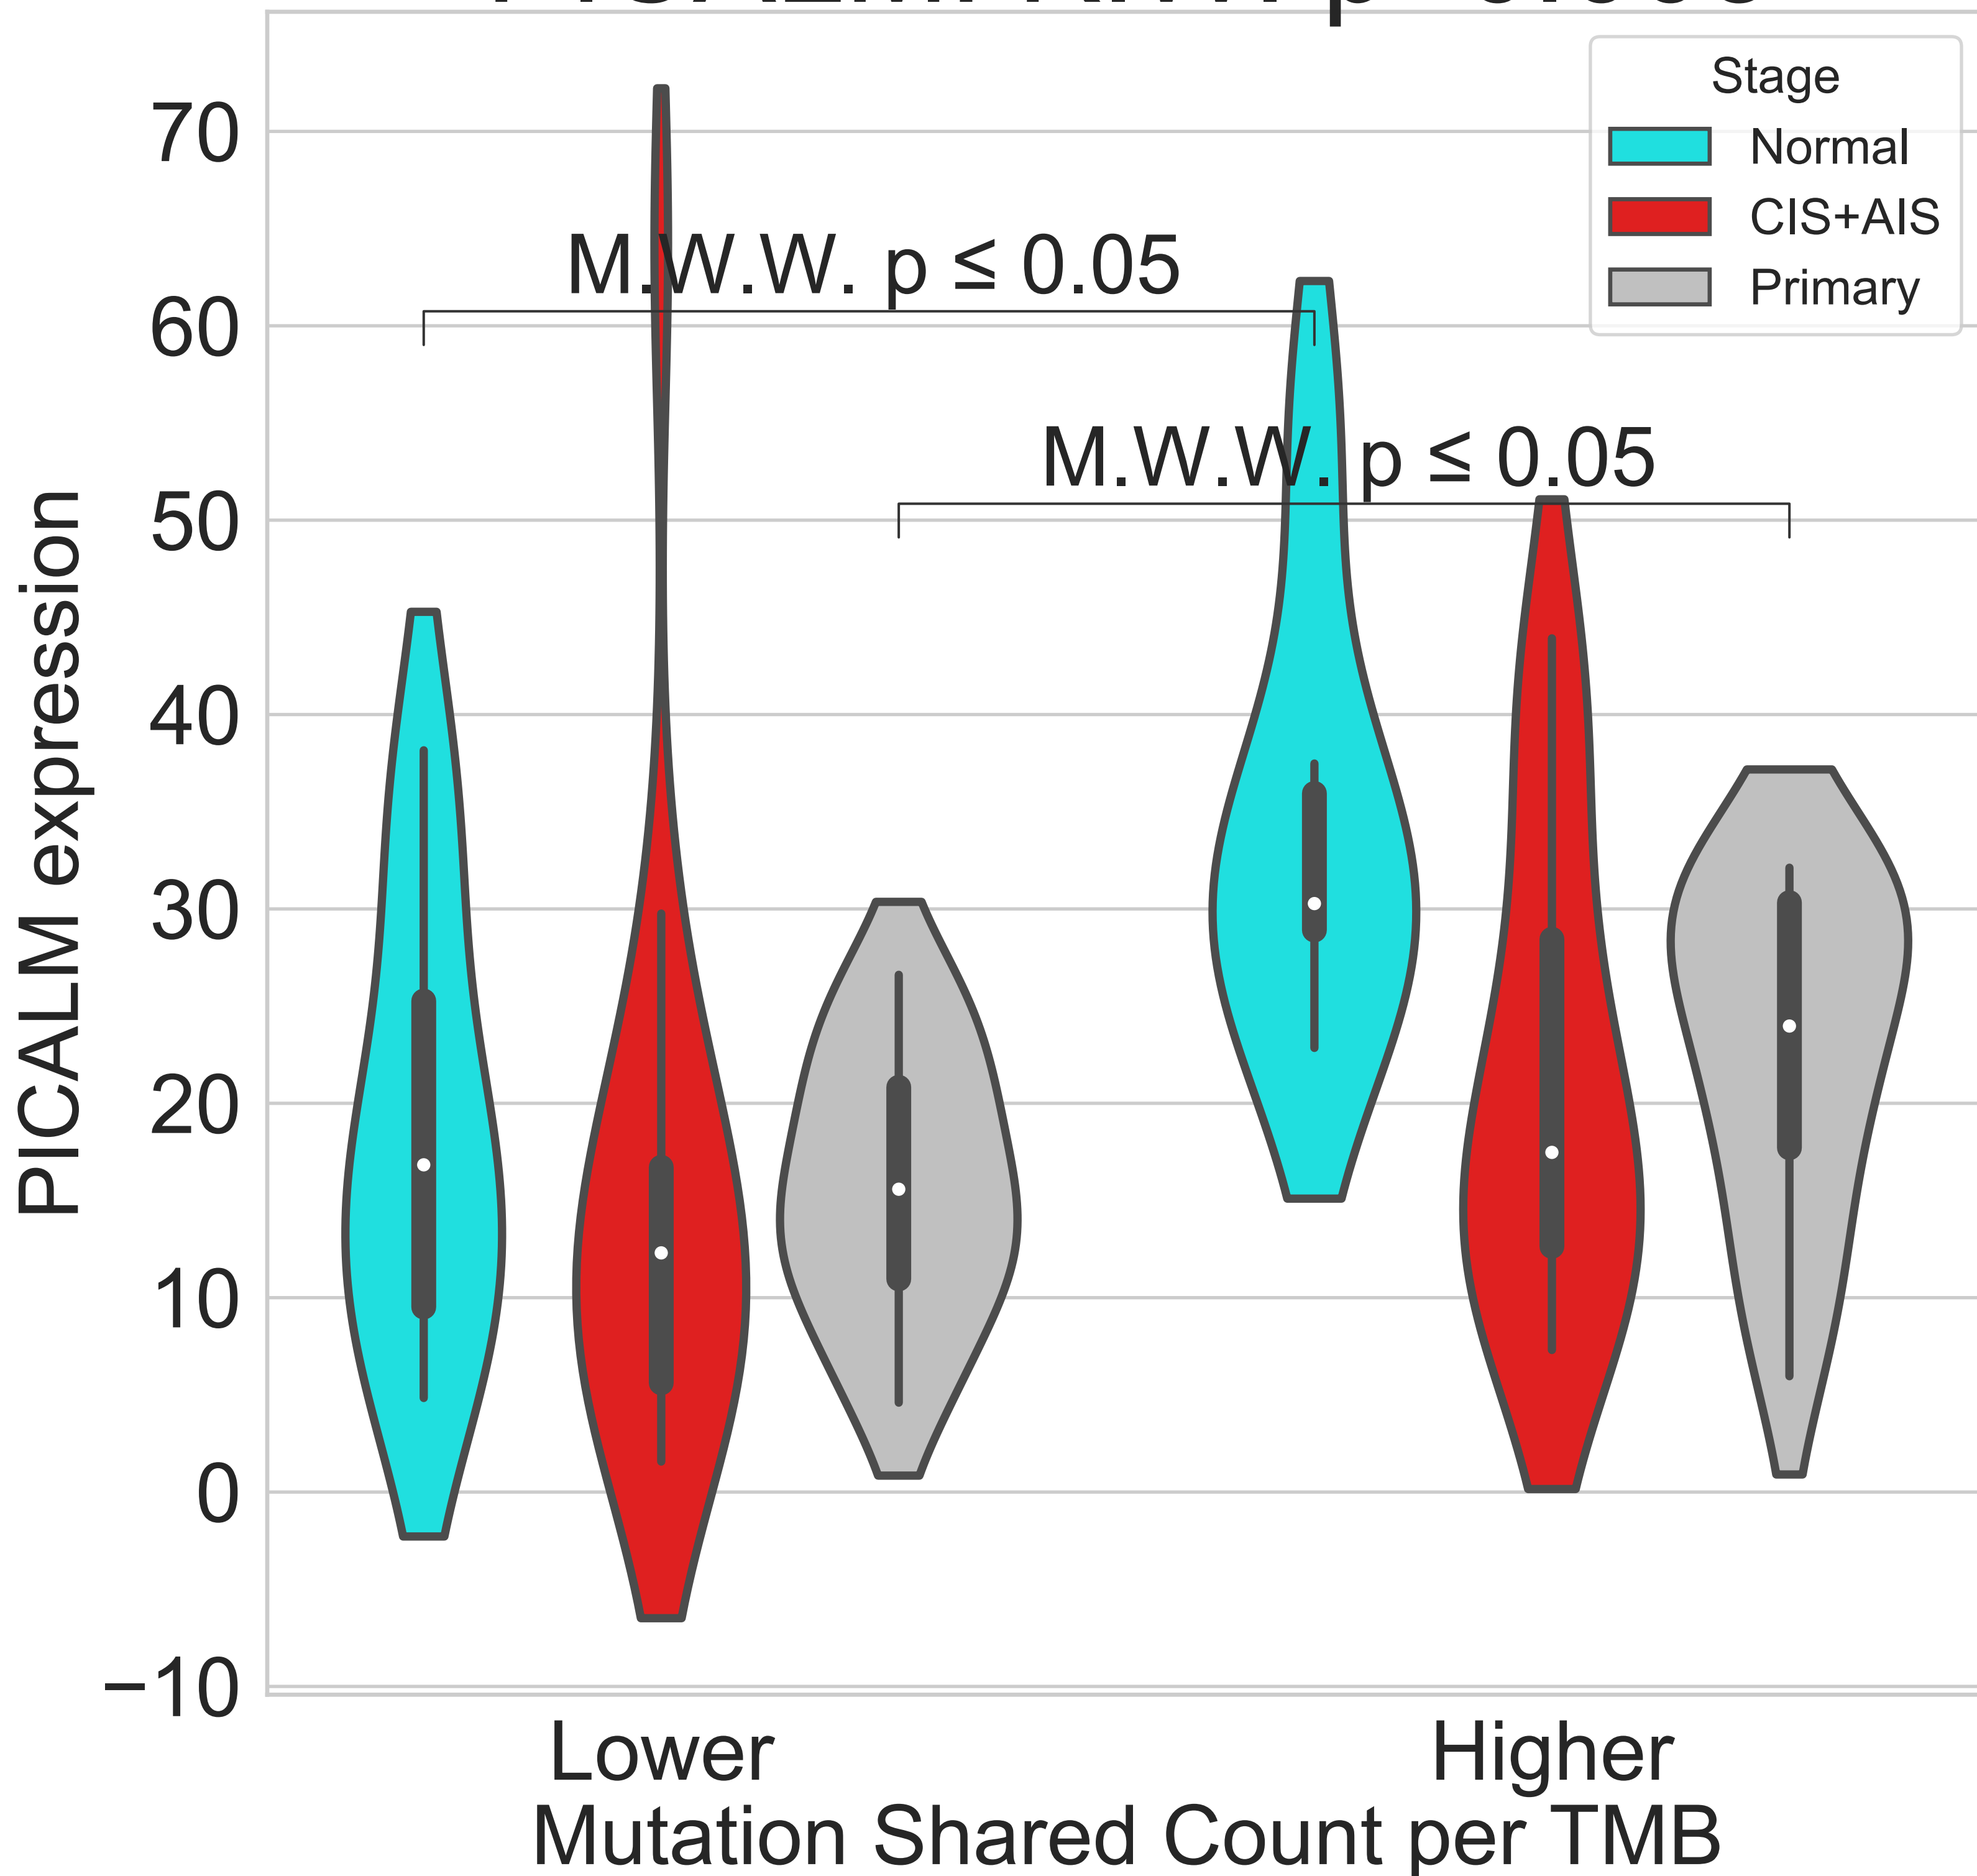 Stage
Normal
CIS+AIS
Primary
M.W.W. p ≤ 0.05
M.W.W. p ≤ 0.05
70
60
50
40
30
20
10
0
−10
PICALM expression
Lower
Higher
Mutation Shared Count per TMB